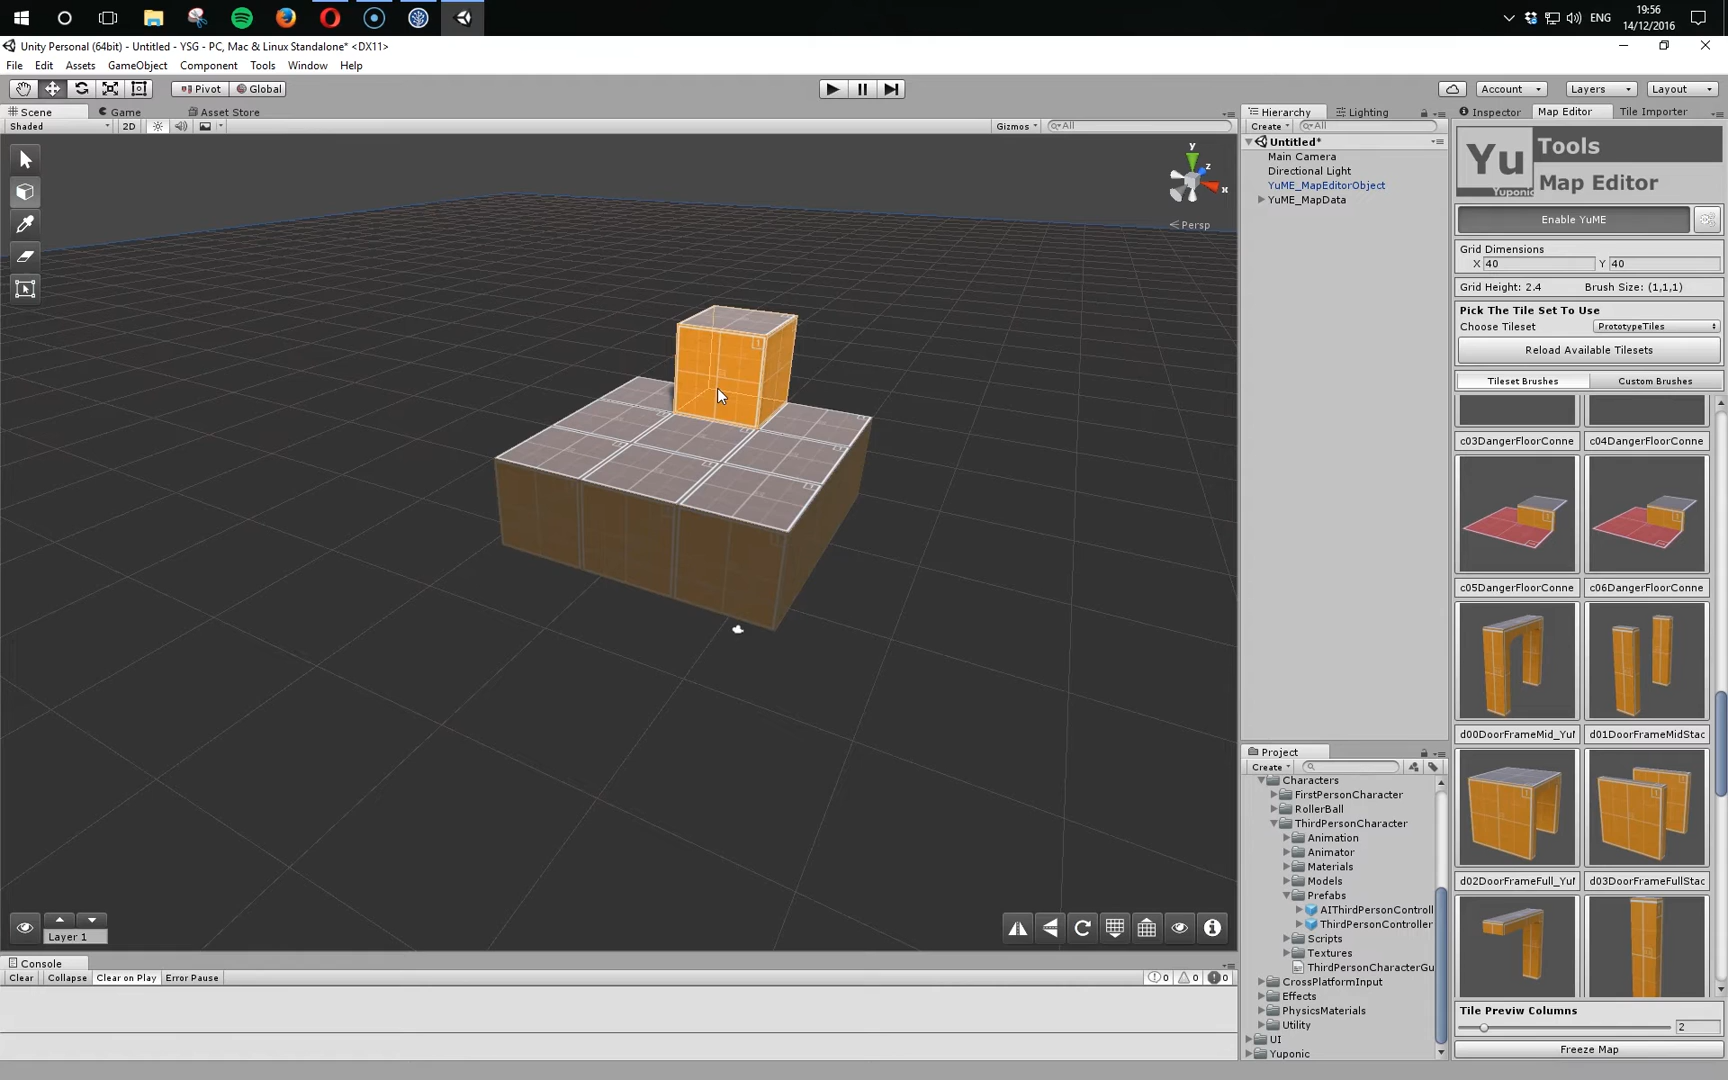 19:56
ENG
14/12/2016
Unity Personal (64bit) - Untitled - YSG - PC, Mac & Linux Standalone* <DX11>
File Edit Assets GameObject Component Tools Window Help
Pivot Global
Account Layers Layout
Scene Game Asset Store
Shaded 2D Gizmos All
y
z
x
Persp
Layer 1
Console
Clear Collapse Clear on Play Error Pause
0 0 0
Hierarchy Lighting
Create All
Untitled*
Main Camera
Directional Light
YuME_MapEditorObject
YuME_MapData
Project
Create
Characters
FirstPersonCharacter
RollerBall
ThirdPersonCharacter
Animation
Animator
Materials
Models
Prefabs
AIThirdPersonControll
ThirdPersonController
Scripts
Textures
ThirdPersonCharacterGu
CrossPlatformInput
Effects
PhysicsMaterials
Utility
UI
Yuponic
Inspector Map Editor Tile Importer
Yu
Yuponic
Tools
Map Editor
Enable YuME
Grid Dimensions
X 40 Y 40
Grid Height: 2.4 Brush Size: (1,1,1)
Pick The Tile Set To Use
Choose Tileset PrototypeTiles
Reload Available Tilesets
Tileset Brushes Custom Brushes
c03DangerFloorConne c04DangerFloorConne
c05DangerFloorConne c06DangerFloorConne
d00DoorFrameMid_YuM d01DoorFrameMidStac
d02DoorFrameFull_YuM d03DoorFrameFullStac
Tile Previw Columns
2
Freeze Map